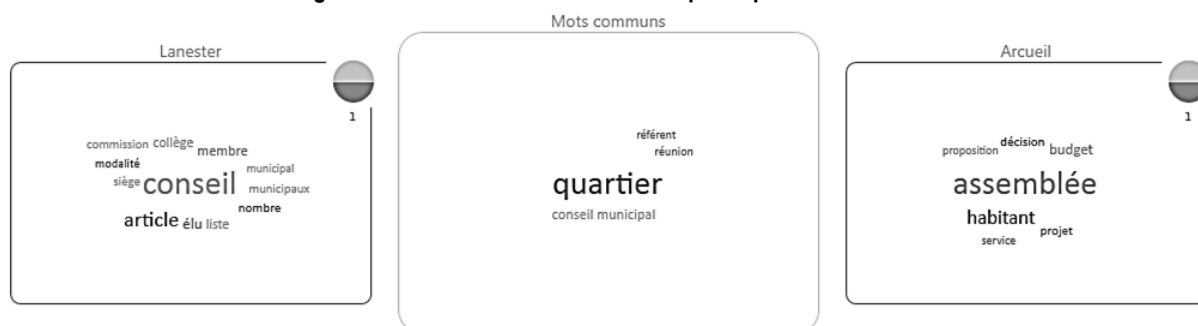 Mots communs
Lanester
1
commission collège membre
modalité
municipal
siège conseil municipaux
nombre
article élu liste
référent
réunion
quartier
conseil municipal
Arcueil
1
décision
proposition budget
assemblée
habitant
projet
service